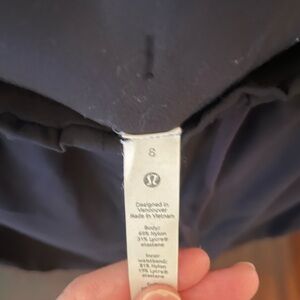 8
Designed in
Vancouver
Made in Vietnam
Body:
69% Nylon
31% Lycra®
elastane
Inner
waistband:
81% Nylon
19% Lycra®
elastane